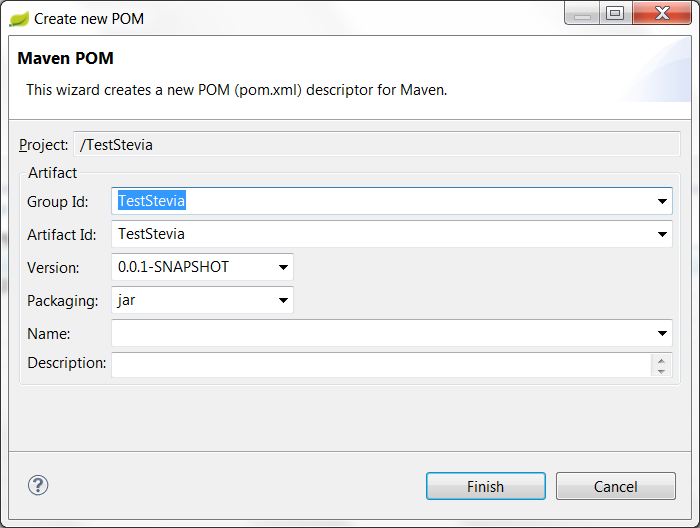 Create new POM
Maven POM
This wizard creates a new POM (pom.xml) descriptor for Maven.
Project: /TestStevia
Artifact
Group Id: TestStevia
Artifact Id: TestStevia
Version: 0.0.1-SNAPSHOT
Packaging: jar
Name:
Description:
? Finish Cancel